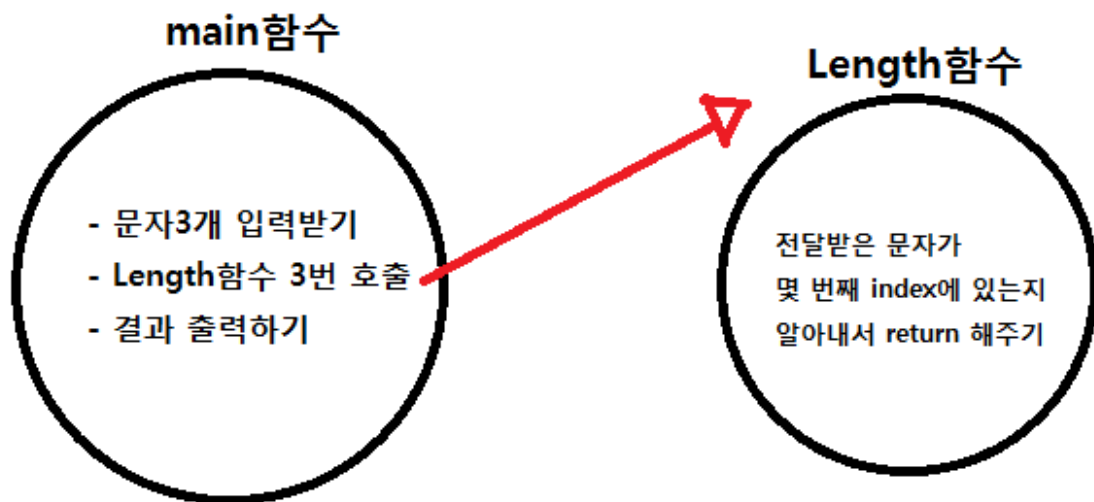 main함수
- 문자3개 입력받기
- Length함수 3번 호출
- 결과 출력하기
Length함수
전달받은 문자가
몇 번째 index에 있는지
알아내서 return 해주기